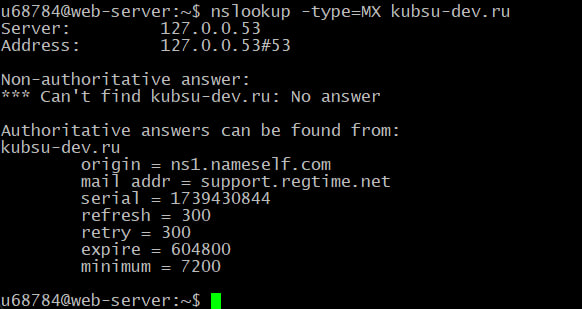 u68784@web-server:~$ nslookup -type=MX kubsu-dev.ru
Server:         127.0.0.53
Address:        127.0.0.53#53

Non-authoritative answer:
*** Can't find kubsu-dev.ru: No answer

Authoritative answers can be found from:
kubsu-dev.ru
        origin = ns1.nameself.com
        mail addr = support.regtime.net
        serial = 1739430844
        refresh = 300
        retry = 300
        expire = 604800
        minimum = 7200

u68784@web-server:~$